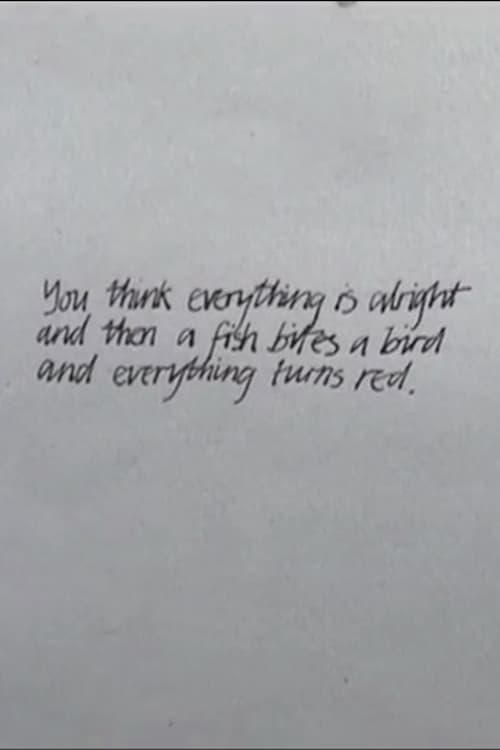 You think everything is alright
and then a fish bites a bird
and everything turns red.